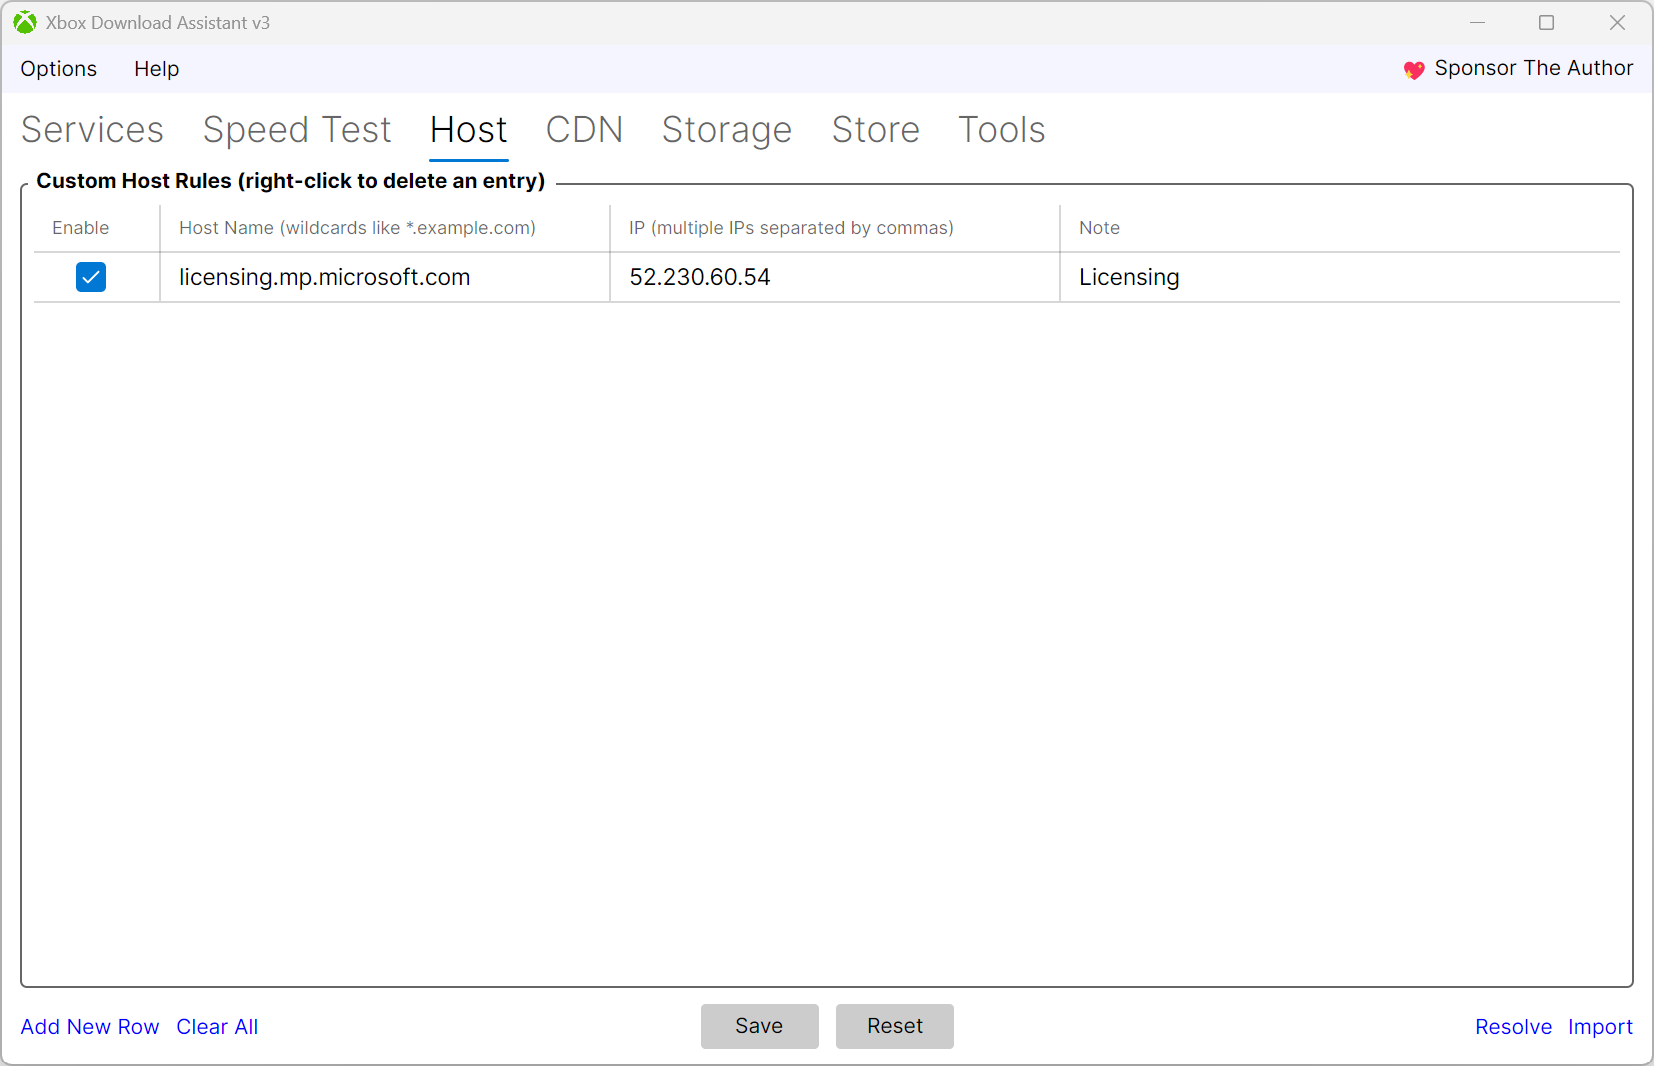 Xbox Download Assistant v3
Options Help Sponsor The Author
Services Speed Test Host CDN Storage Store Tools
Custom Host Rules (right-click to delete an entry)
Enable Host Name (wildcards like *.example.com) IP (multiple IPs separated by commas) Note
licensing.mp.microsoft.com 52.230.60.54 Licensing
Add New Row Clear All Save Reset Resolve Import